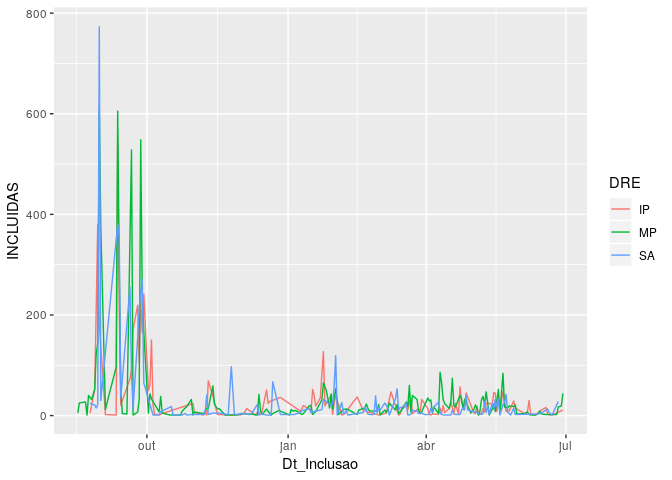 800
600
400
200
0
INCLUIDAS
out
jan
abr
jul
Dt_Inclusao
DRE
IP
MP
SA